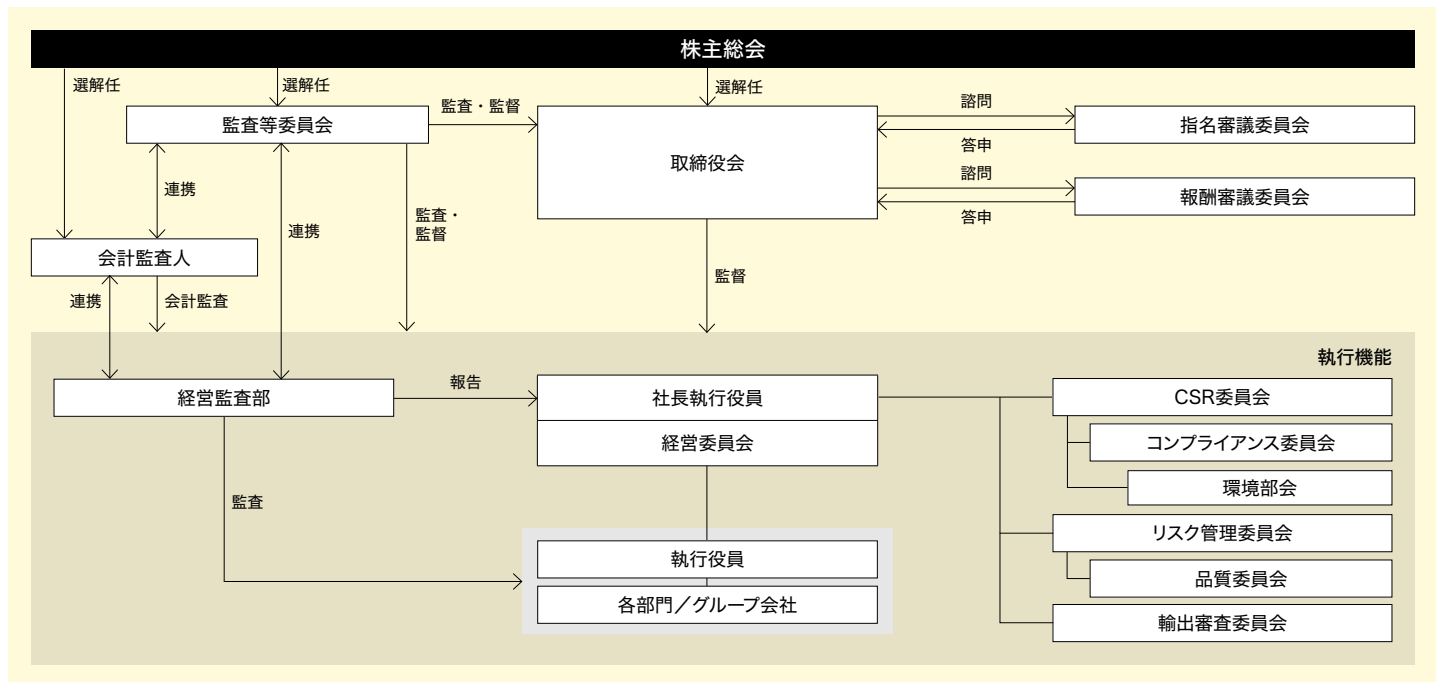 株主総会
選解任
選解任
選解任
監査等委員会
監査・監督
取締役会
諮問
答申
指名審議委員会
諮問
答申
報酬審議委員会
連携
連携
監査・
監督
会計監査人
連携
会計監査
監督
執行機能
経営監査部
報告
社長執行役員
経営委員会
CSR委員会
コンプライアンス委員会
環境部会
監査
執行役員
各部門／グループ会社
リスク管理委員会
品質委員会
輸出審査委員会